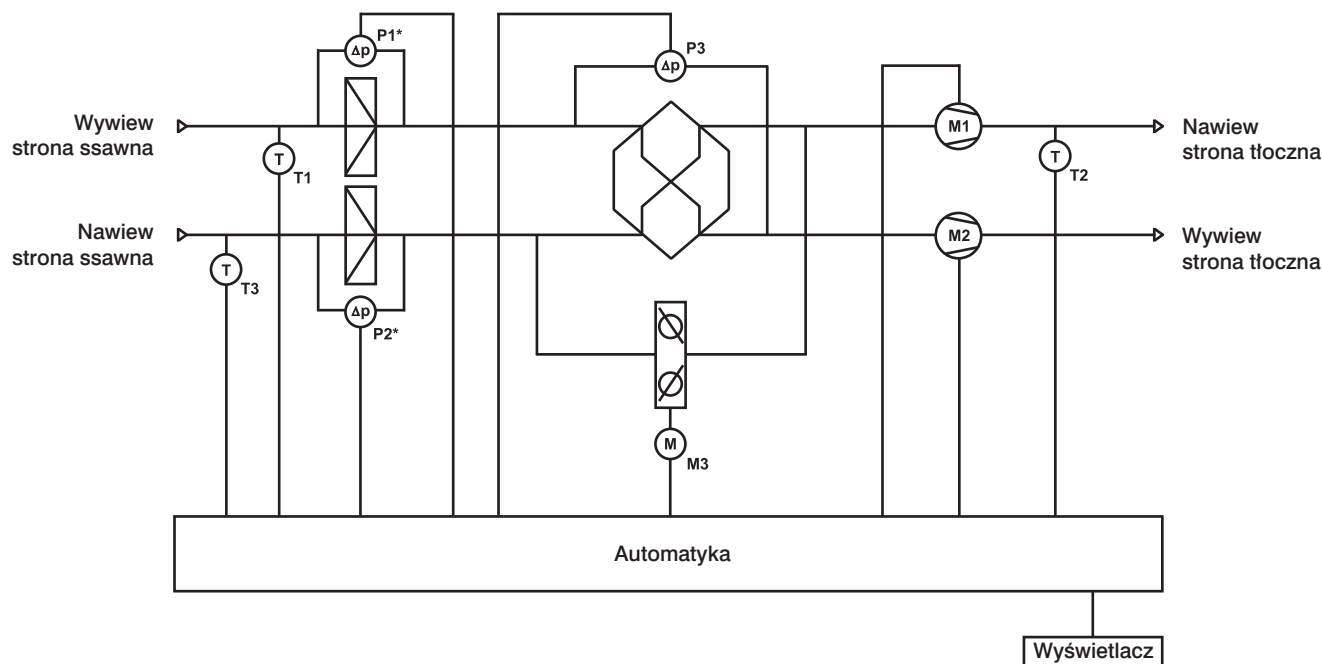 P1*
Δp
P3
Δp
Wywiew
strona ssawna
M1
Nawiew
strona tłoczna
T
T1
T
T2
Nawiew
strona ssawna
M2
Wywiew
strona tłoczna
T
T3
Δp
P2*
M
M3
Automatyka
Wyświetlacz